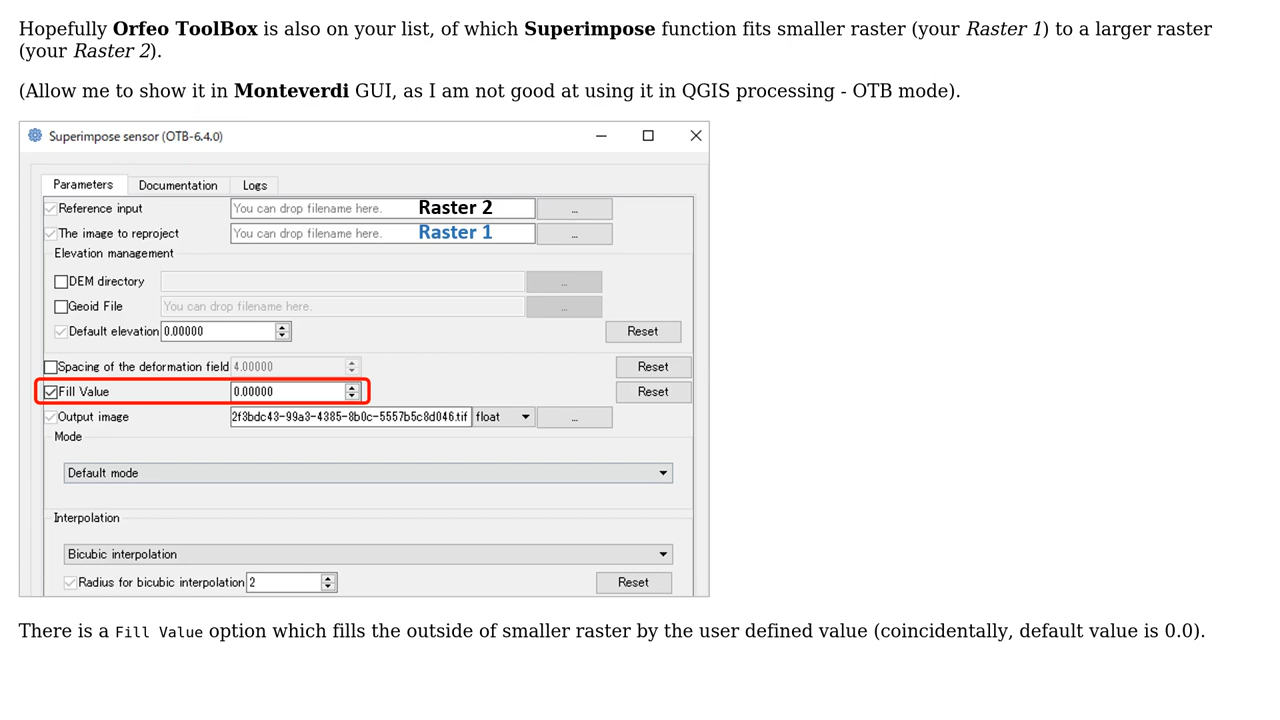 Hopefully Orfeo ToolBox is also on your list, of which Superimpose function fits smaller raster (your Raster 1) to a larger raster
(your Raster 2).
(Allow me to show it in Monteverdi GUI, as I am not good at using it in QGIS processing - OTB mode).
Superimpose sensor (OTB-6.4.0)
Parameters Documentation Logs
Reference input You can drop filename here. Raster 2 ...
The image to reproject You can drop filename here. Raster 1 ...
Elevation management
DEM directory ...
Geoid File You can drop filename here. ...
Default elevation 0.00000 Reset
Spacing of the deformation field 4.00000 Reset
Fill Value 0.00000 Reset
Output image 2f3bdc43-99a3-4385-8b0c-5557b5c8d046.tif float ...
Mode
Default mode
Interpolation
Bicubic interpolation
Radius for bicubic interpolation 2 Reset
There is a Fill Value option which fills the outside of smaller raster by the user defined value (coincidentally, default value is 0.0).